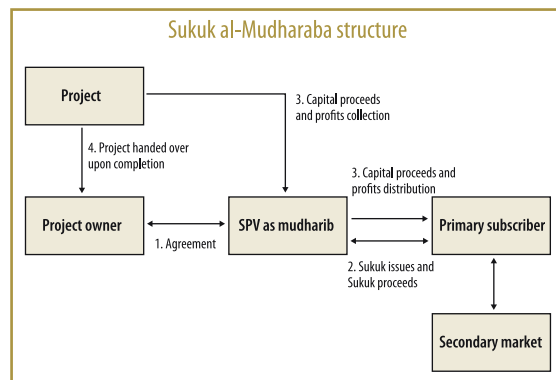 Sukuk al-Mudharaba structure
Project
3. Capital proceeds
and profits collection
4. Project handed over
upon completion
3. Capital proceeds and
profits distribution
Project owner
SPV as mudharib
Primary subscriber
1. Agreement
2. Sukuk issues and
Sukuk proceeds
Secondary market